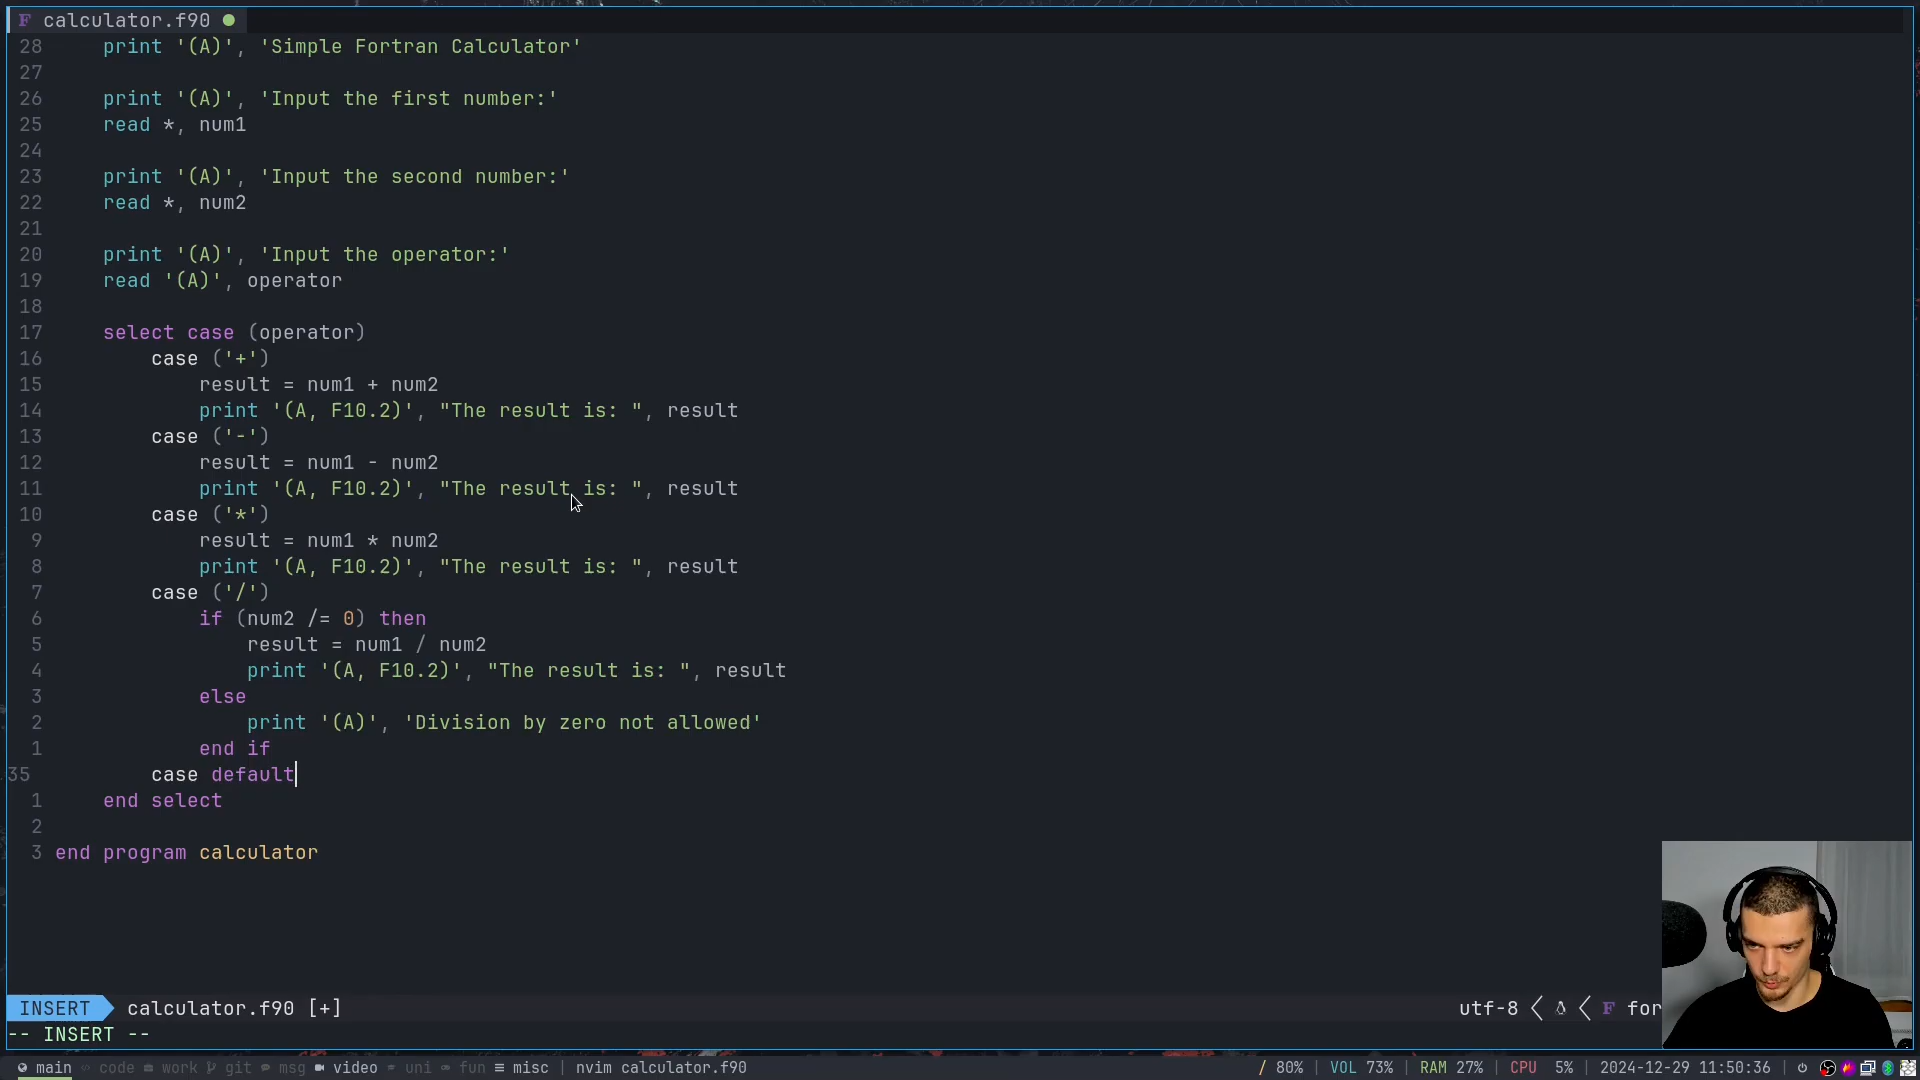 F calculator.f90
28 print '(A)', 'Simple Fortran Calculator'
27
26 print '(A)', 'Input the first number:'
25 read *, num1
24
23 print '(A)', 'Input the second number:'
22 read *, num2
21
20 print '(A)', 'Input the operator:'
19 read '(A)', operator
18
17 select case (operator)
16 case ('+')
15 result = num1 + num2
14 print '(A, F10.2)', "The result is: ", result
13 case ('-')
12 result = num1 - num2
11 print '(A, F10.2)', "The result is: ", result
10 case ('*')
9 result = num1 * num2
8 print '(A, F10.2)', "The result is: ", result
7 case ('/')
6 if (num2 /= 0) then
5 result = num1 / num2
4 print '(A, F10.2)', "The result is: ", result
3 else
2 print '(A)', 'Division by zero not allowed'
1 end if
35 case default
1 end select
2
3 end program calculator
INSERT calculator.f90 [+] utf-8 F for
-- INSERT --
main code work git msg video uni fun misc | nvim calculator.f90 / 80% | VOL 73% | RAM 27% | CPU 5% | 2024-12-29 11:50:36 |